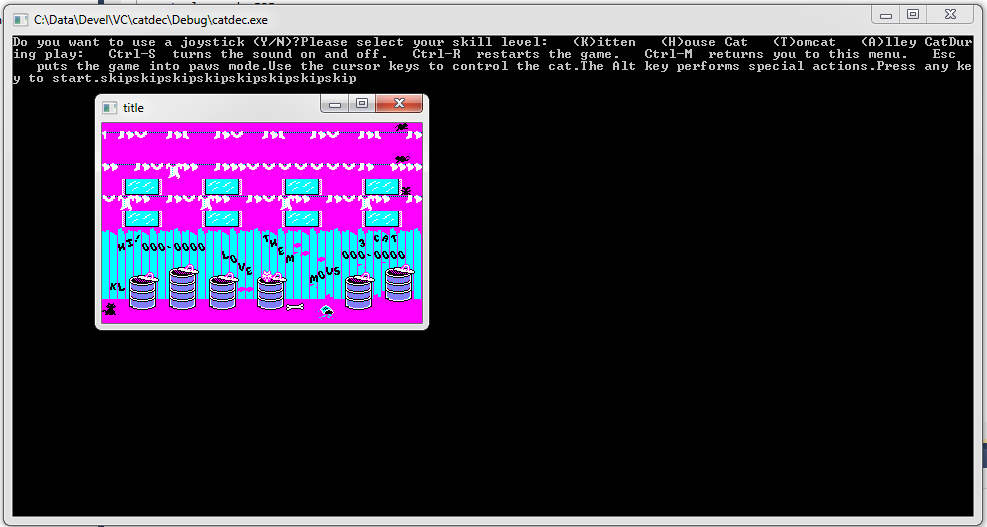 C:\Data\Devel\VC\catdec\Debug\catdec.exe
Do you want to use a joystick (Y/N)?Please select your skill level:   (K)itten   (H)ouse Cat   (T)omcat   (A)lley CatDur
ing play:   Ctrl-S  turns the sound on and off.   Ctrl-R  restarts the game.   Ctrl-M  returns you to this menu.   Esc
   puts the game into paws mode.Use the cursor keys to control the cat.The Alt key performs special actions.Press any ke
y to start.skipskipskipskipskipskipskipskip
title
HI!
000-0000
LOVE
THEM
MOUS
3 CAT
000-0000
KL